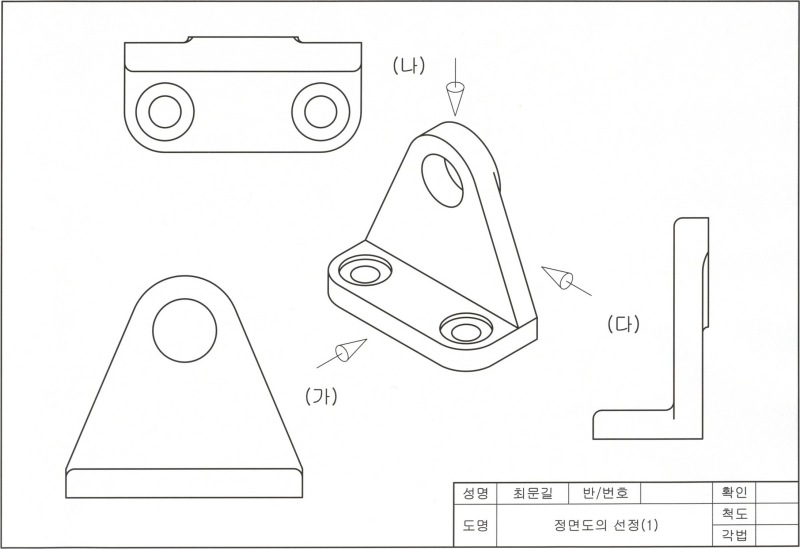 (나)
(다)
(가)
성명 최문길 반/번호 확인
도명 정면도의 선정(1) 척도
각법